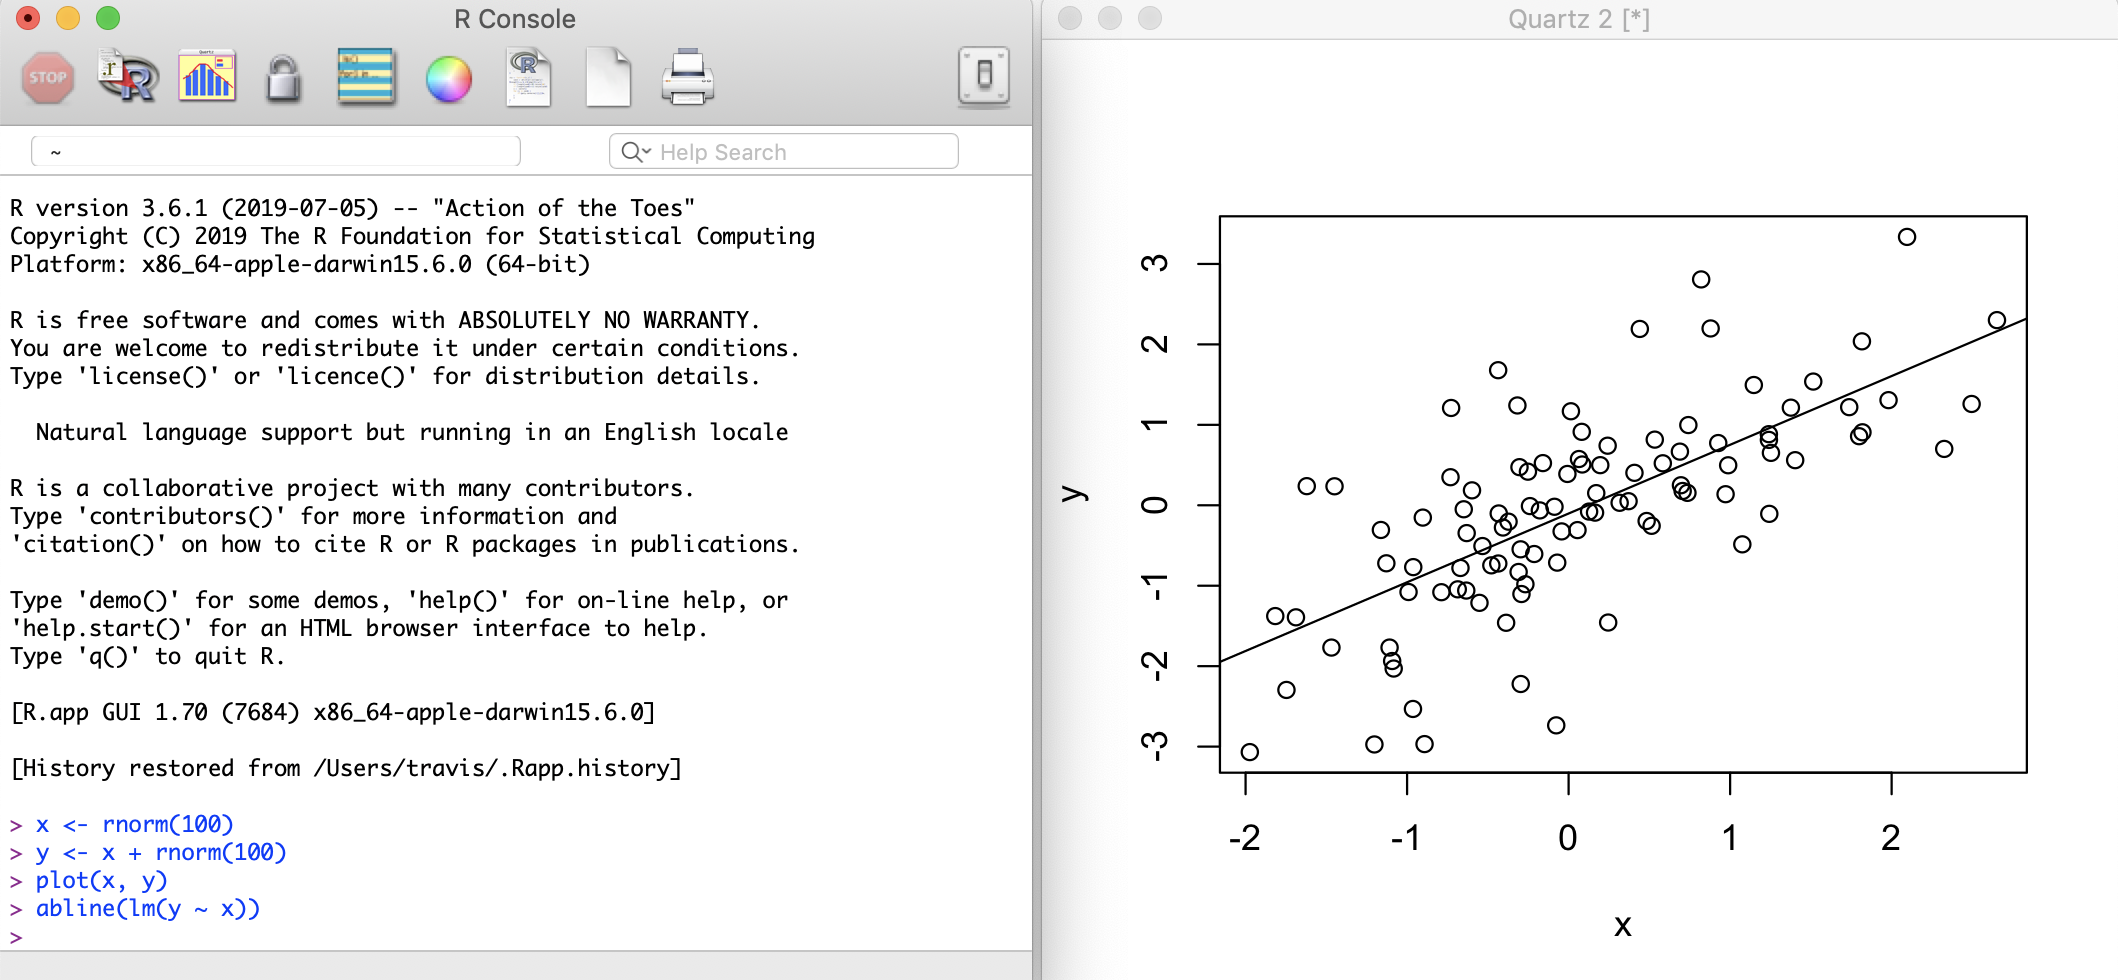 R Console
STOP
~
Help Search
R version 3.6.1 (2019-07-05) -- "Action of the Toes"
Copyright (C) 2019 The R Foundation for Statistical Computing
Platform: x86_64-apple-darwin15.6.0 (64-bit)
R is free software and comes with ABSOLUTELY NO WARRANTY.
You are welcome to redistribute it under certain conditions.
Type 'license()' or 'licence()' for distribution details.
Natural language support but running in an English locale
R is a collaborative project with many contributors.
Type 'contributors()' for more information and
'citation()' on how to cite R or R packages in publications.
Type 'demo()' for some demos, 'help()' for on-line help, or
'help.start()' for an HTML browser interface to help.
Type 'q()' to quit R.
[R.app GUI 1.70 (7684) x86_64-apple-darwin15.6.0]
[History restored from /Users/travis/.Rapp.history]
> x <- rnorm(100)
> y <- x + rnorm(100)
> plot(x, y)
> abline(lm(y ~ x))
>
Quartz 2 [*]
3
2
1
0
-1
-2
-3
y
-2 -1 0 1 2
x